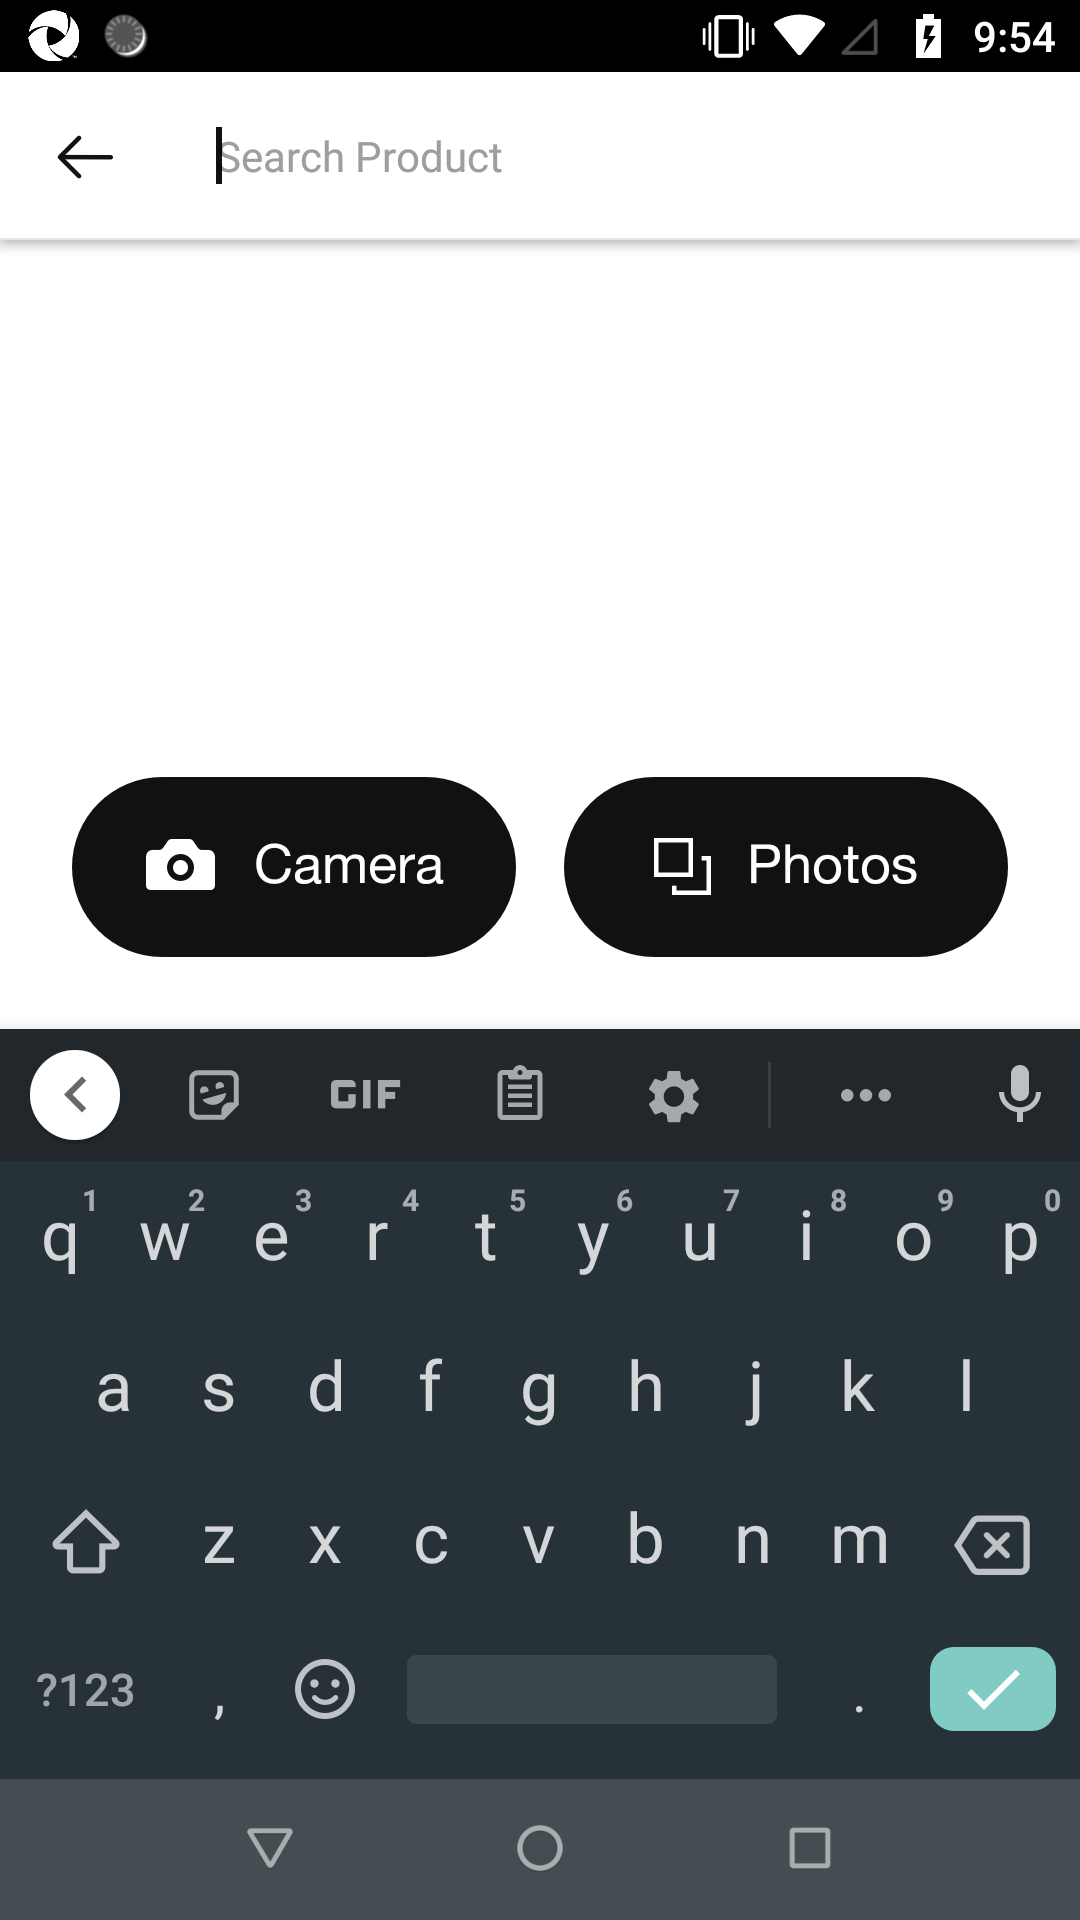 9:54
Search Product
Camera
Photos
GIF
1 2 3 4 5 6 7 8 9 0
q w e r t y u i o p
a s d f g h j k l
z x c v b n m
?123 , .